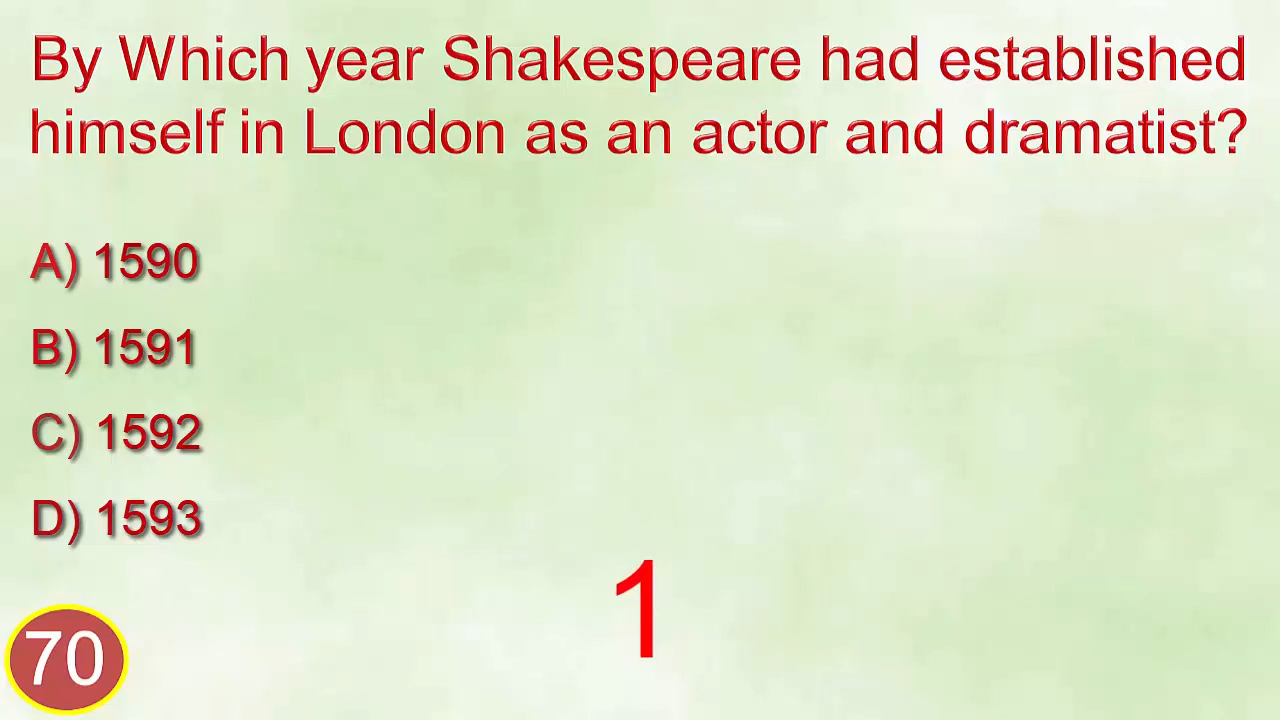 By Which year Shakespeare had established
himself in London as an actor and dramatist?
A) 1590
B) 1591
C) 1592
D) 1593
1
70